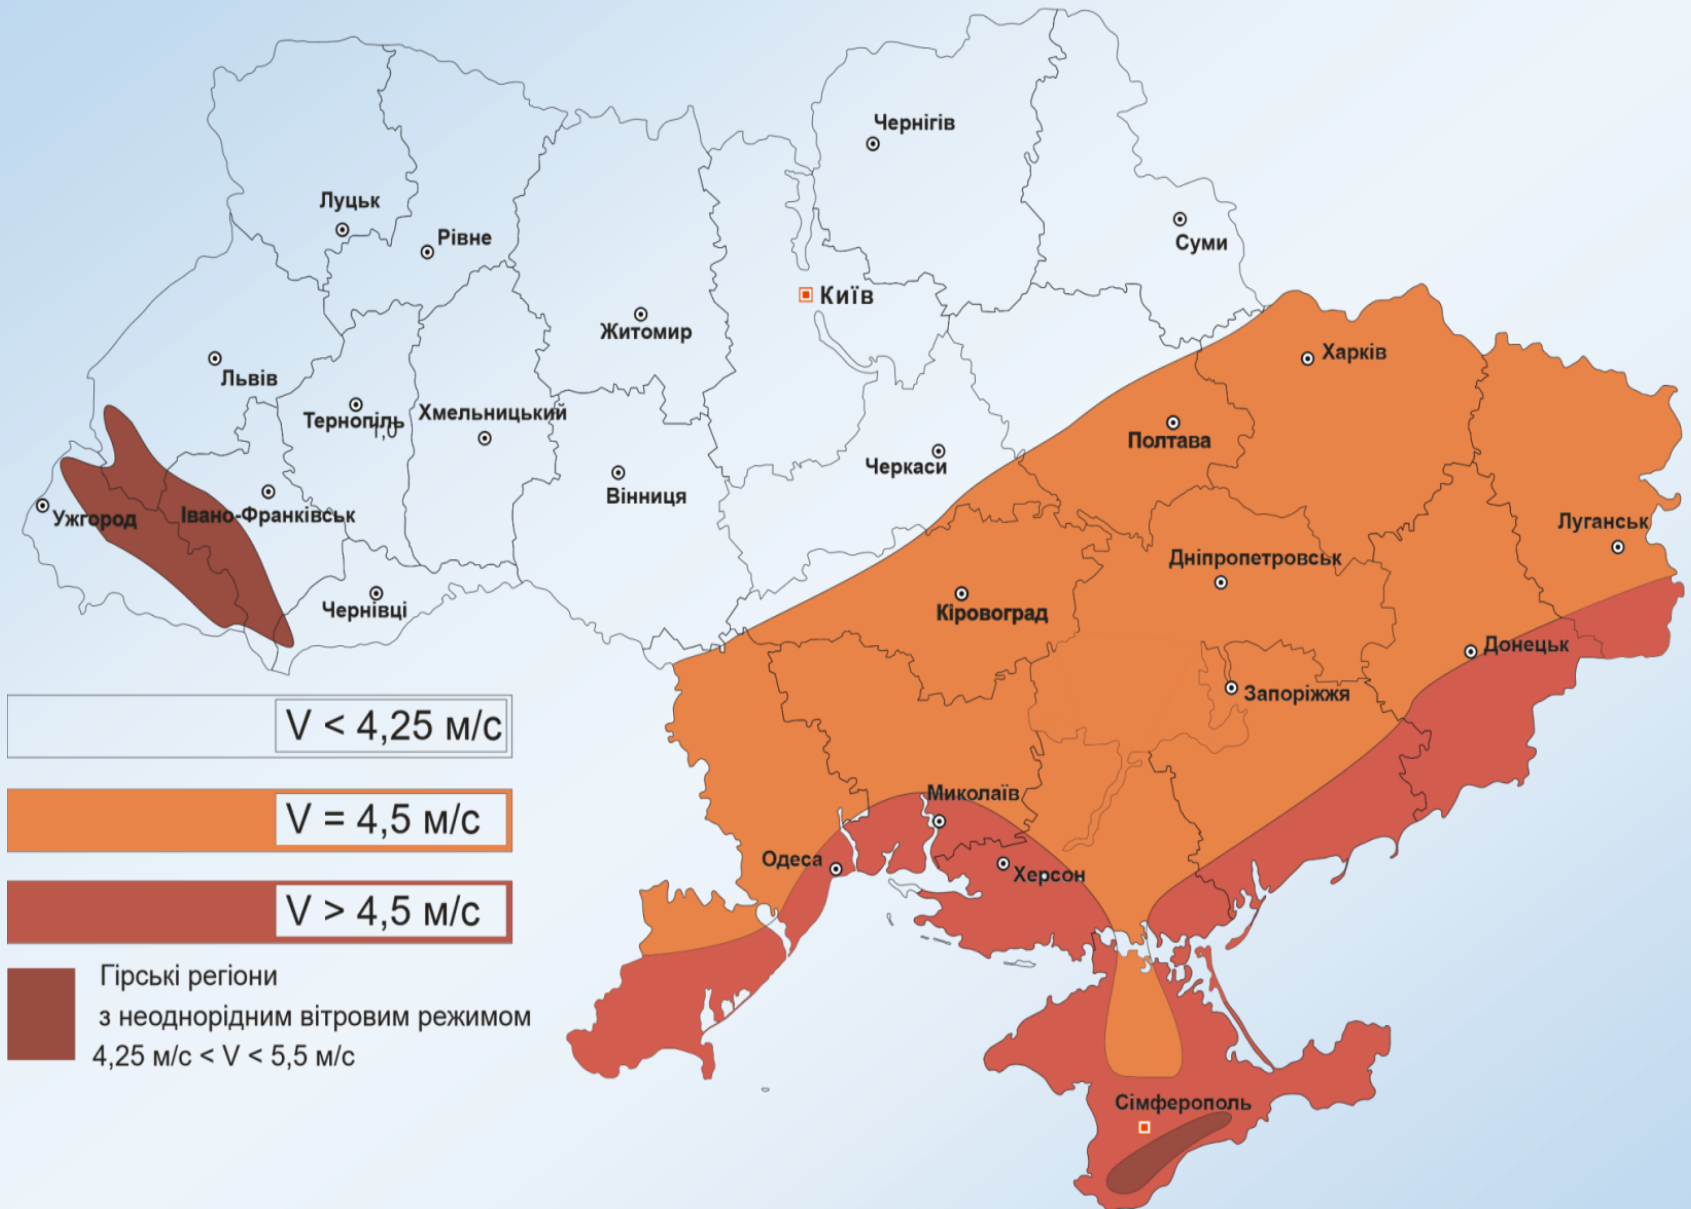 Чернігів
Луцьк
Рівне
Суми
Київ
Житомир
Харків
Львів
Тернопіль
1,0
Хмельницький
Полтава
Черкаси
Вінниця
Ужгород
Івано-Франківськ
Луганськ
Дніпропетровськ
Чернівці
Кіровоград
Донецьк
Запоріжжя
V < 4,25 м/с
Миколаїв
V = 4,5 м/с
Одеса
Херсон
V > 4,5 м/с
Гірські регіони
з неоднорідним вітровим режимом
4,25 м/с < V < 5,5 м/с
Сімферополь